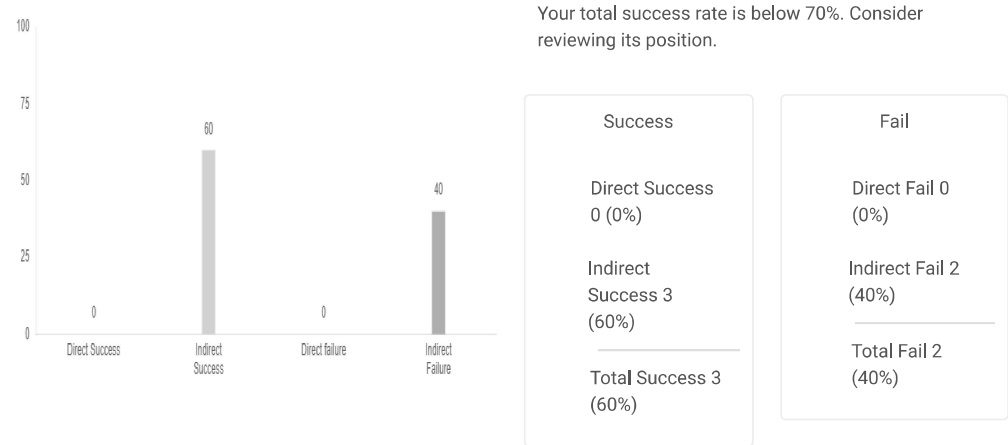 100
75
50
25
0
0
60
0
40
Direct Success
Indirect
Success
Direct failure
Indirect
Failure
Your total success rate is below 70%. Consider
reviewing its position.
Success
Direct Success
0 (0%)
Indirect
Success 3
(60%)
Total Success 3
(60%)
Fail
Direct Fail 0
(0%)
Indirect Fail 2
(40%)
Total Fail 2
(40%)